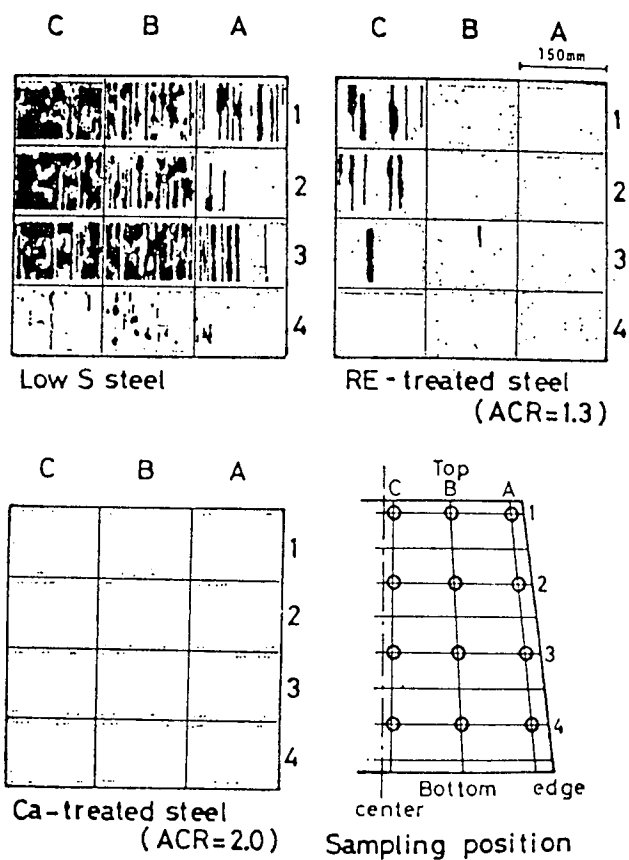 C B A
1
2
3
4
Low S steel
C B A
150mm
1
2
3
4
RE-treated steel
(ACR=1.3)
C B A
1
2
3
4
Ca-treated steel
(ACR=2.0)
Top
C B A
1
2
3
4
Bottom edge
center
Sampling position